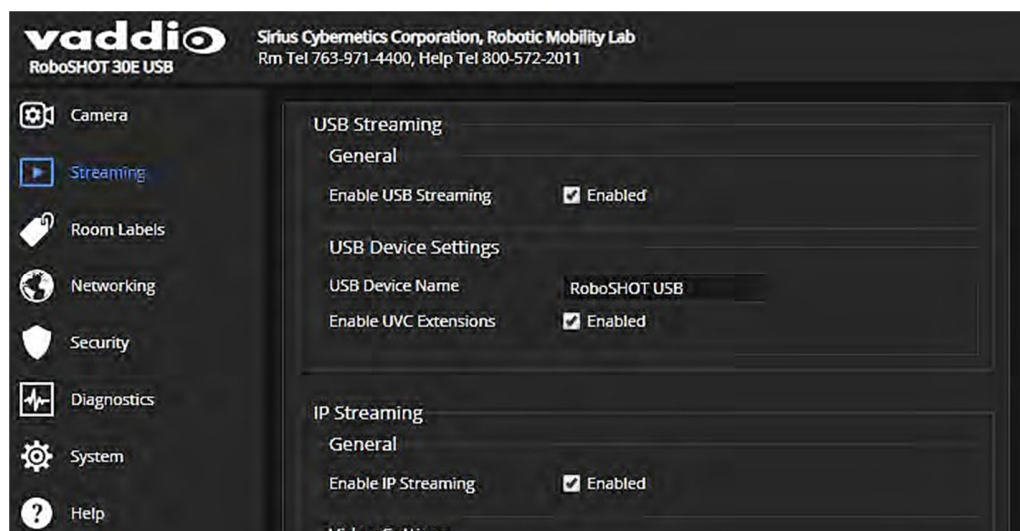 vaddio
RoboSHOT 30E USB
Sirius Cybernetics Corporation, Robotic Mobility Lab
Rm Tel 763-971-4400, Help Tel 800-572-2011
Camera
Streaming
Room Labels
Networking
Security
Diagnostics
System
Help
USB Streaming
General
Enable USB Streaming Enabled
USB Device Settings
USB Device Name RoboSHOT USB
Enable UVC Extensions Enabled
IP Streaming
General
Enable IP Streaming Enabled